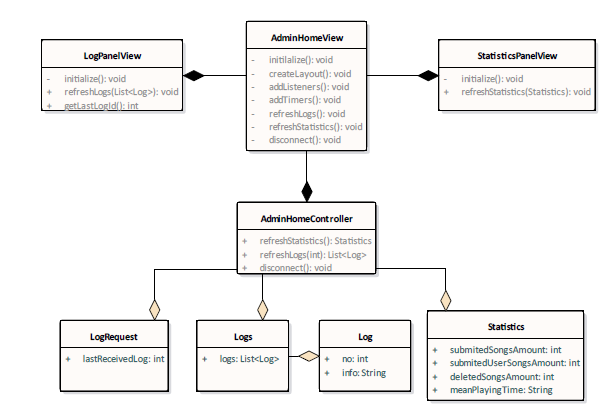 LogPanelView
- initialize(): void
+ refreshLogs(List<Log>): void
+ getLastLogId(): int
AdminHomeView
- initilalize(): void
- createLayout(): void
- addListeners(): void
- addTimers(): void
- refreshLogs(): void
- refreshStatistics(): void
- disconnect(): void
StatisticsPanelView
- initialize(): void
+ refreshStatistics(Statistics): void
AdminHomeController
+ refreshStatistics(): Statistics
+ refreshLogs(int): List<Log>
+ disconnect(): void
LogRequest
+ lastReceivedLog: int
Logs
+ logs: List<Log>
Log
+ no: int
+ info: String
Statistics
+ submitedSongsAmount: int
+ submitedUserSongsAmount: int
+ deletedSongsAmount: int
+ meanPlayingTime: String